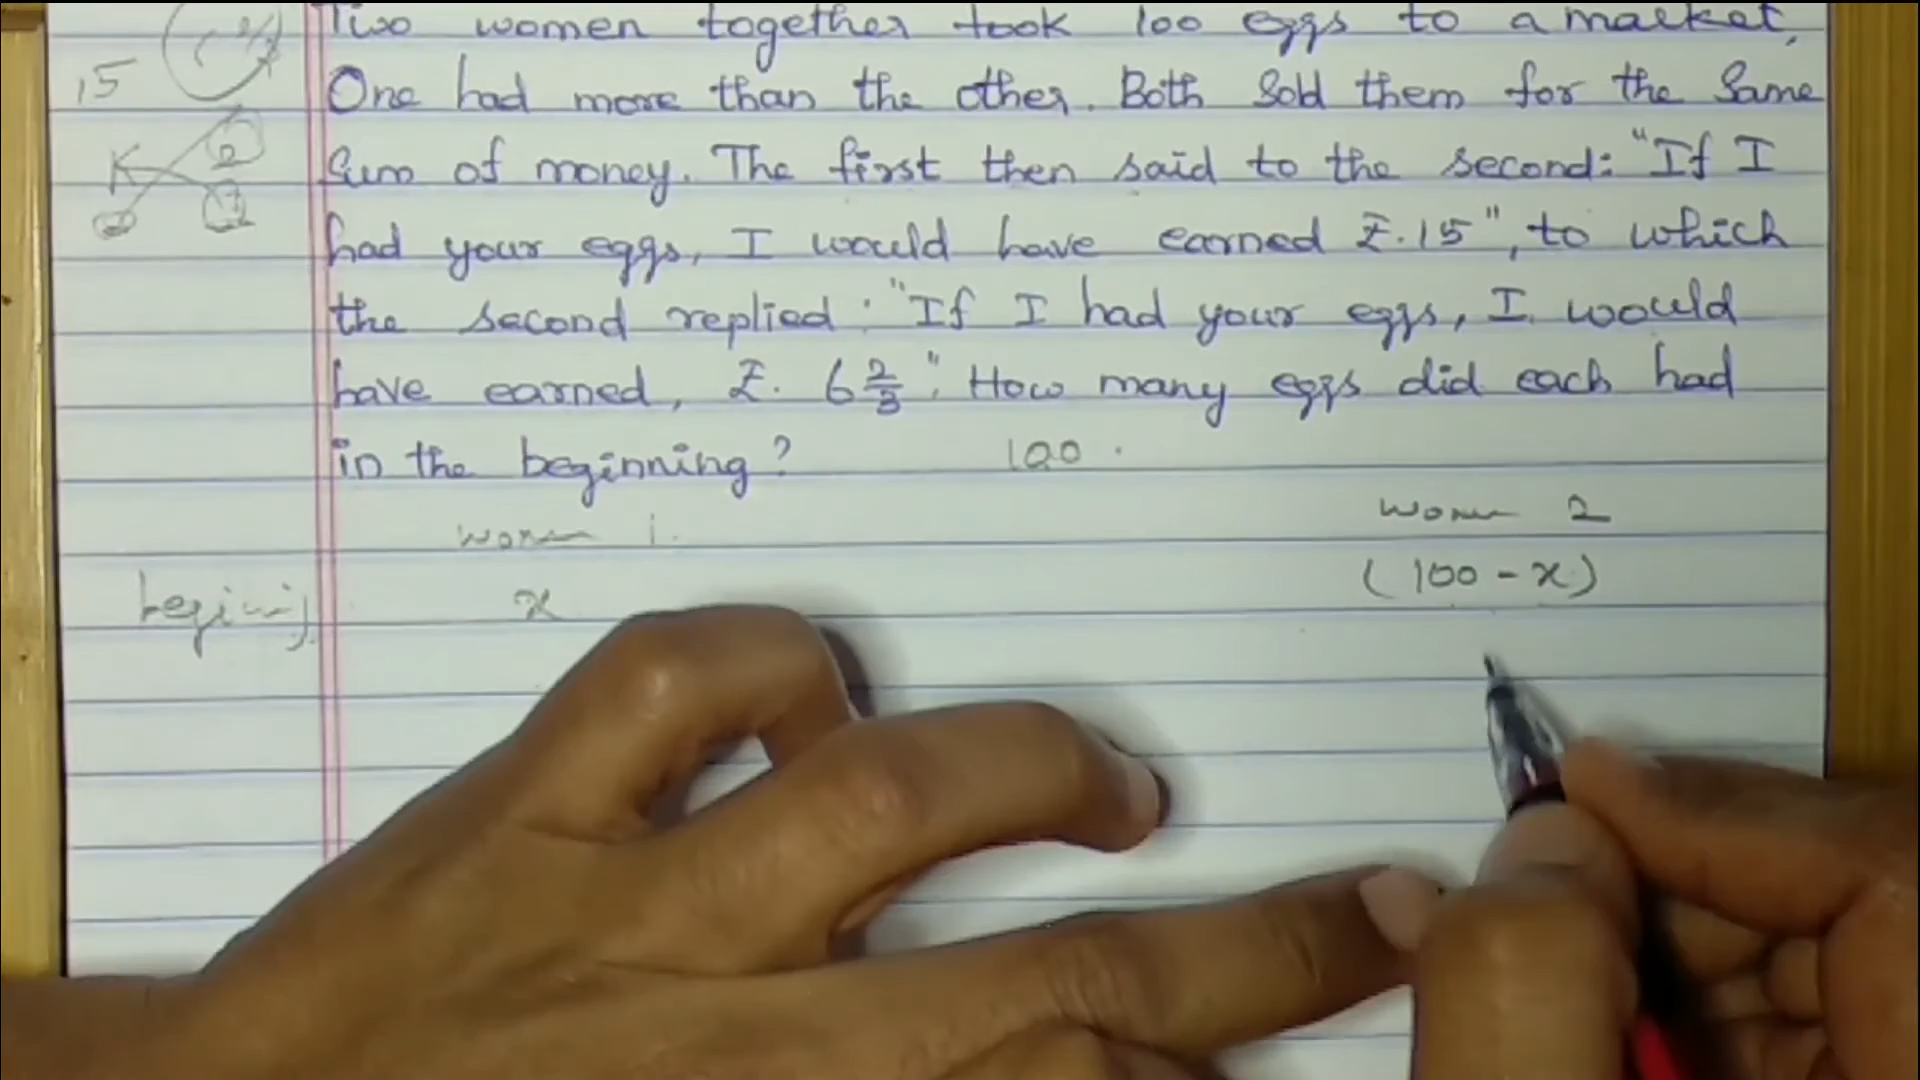 Two women together took 100 eggs to a market,
One had more than the other. Both Sold them for the Same
Sum of money. The first then said to the second: "If I
had your eggs, I would have earned ₹.15", to which
the second replied: "If I had your eggs, I would
have earned, ₹. 6 2/3". How many eggs did each had
in the beginning? 100.
women 1. women 2
x (100 - x)
15
K 2